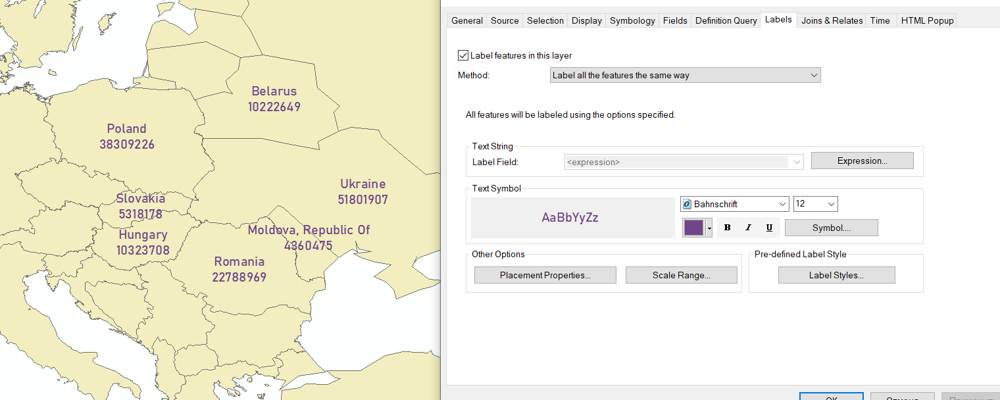 Belarus
10222649
Poland
38309226
Ukraine
51801907
Slovakia
5318178
Moldova, Republic Of
4360475
Hungary
10323708
Romania
22788969
General Source Selection Display Symbology Fields Definition Query Labels Joins & Relates Time HTML Popup
Label features in this layer
Method: Label all the features the same way
All features will be labeled using the options specified.
Text String
Label Field: <expression> Expression...
Text Symbol
AaBbYyZz
Bahnschrift 12
B I U Symbol....
Other Options
Placement Properties... Scale Range...
Pre-defined Label Style
Label Styles...
OK Отмена